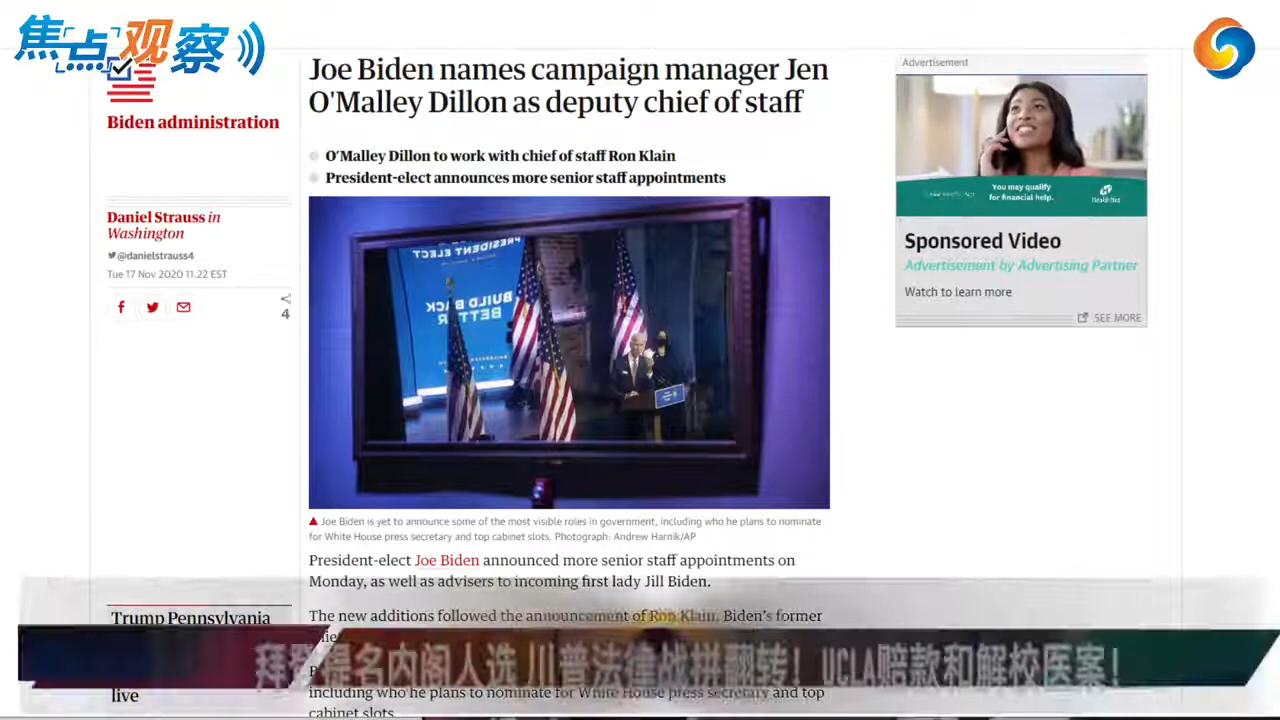 焦点观察
Joe Biden names campaign manager Jen
O'Malley Dillon as deputy chief of staff
Biden administration
O'Malley Dillon to work with chief of staff Ron Klain
President-elect announces more senior staff appointments
Daniel Strauss in
Washington
@danielstrauss4
Tue 17 Nov 2020 11.22 EST
4
PRESIDENT ELECT
BUILD BACK
BETTER
Joe Biden is yet to announce some of the most visible roles in government, including who he plans to nominate
for White House press secretary and top cabinet slots. Photograph: Andrew Harnik/AP
President-elect Joe Biden announced more senior staff appointments on
Monday, as well as advisers to incoming first lady Jill Biden.
The new additions followed the announcement of Ron Klain, Biden's former
including who he plans to nominate for White House press secretary and top
cabinet slots.
Trump Pennsylvania
live
Advertisement
You may qualify
for financial help.
Health Net
Sponsored Video
Advertisement by Advertising Partner
Watch to learn more
SEE MORE
拜登提名内阁人选 川普法律战拼翻转！UCLA赔款和解校医案！